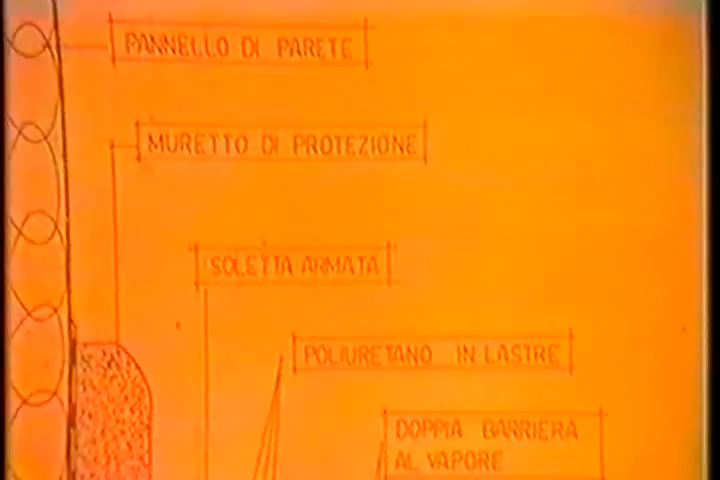 PANNELLO DI PARETE
MURETTO DI PROTEZIONE
SOLETTA ARMATA
POLIURETANO IN LASTRE
DOPPIA BARRIERA
AL VAPORE